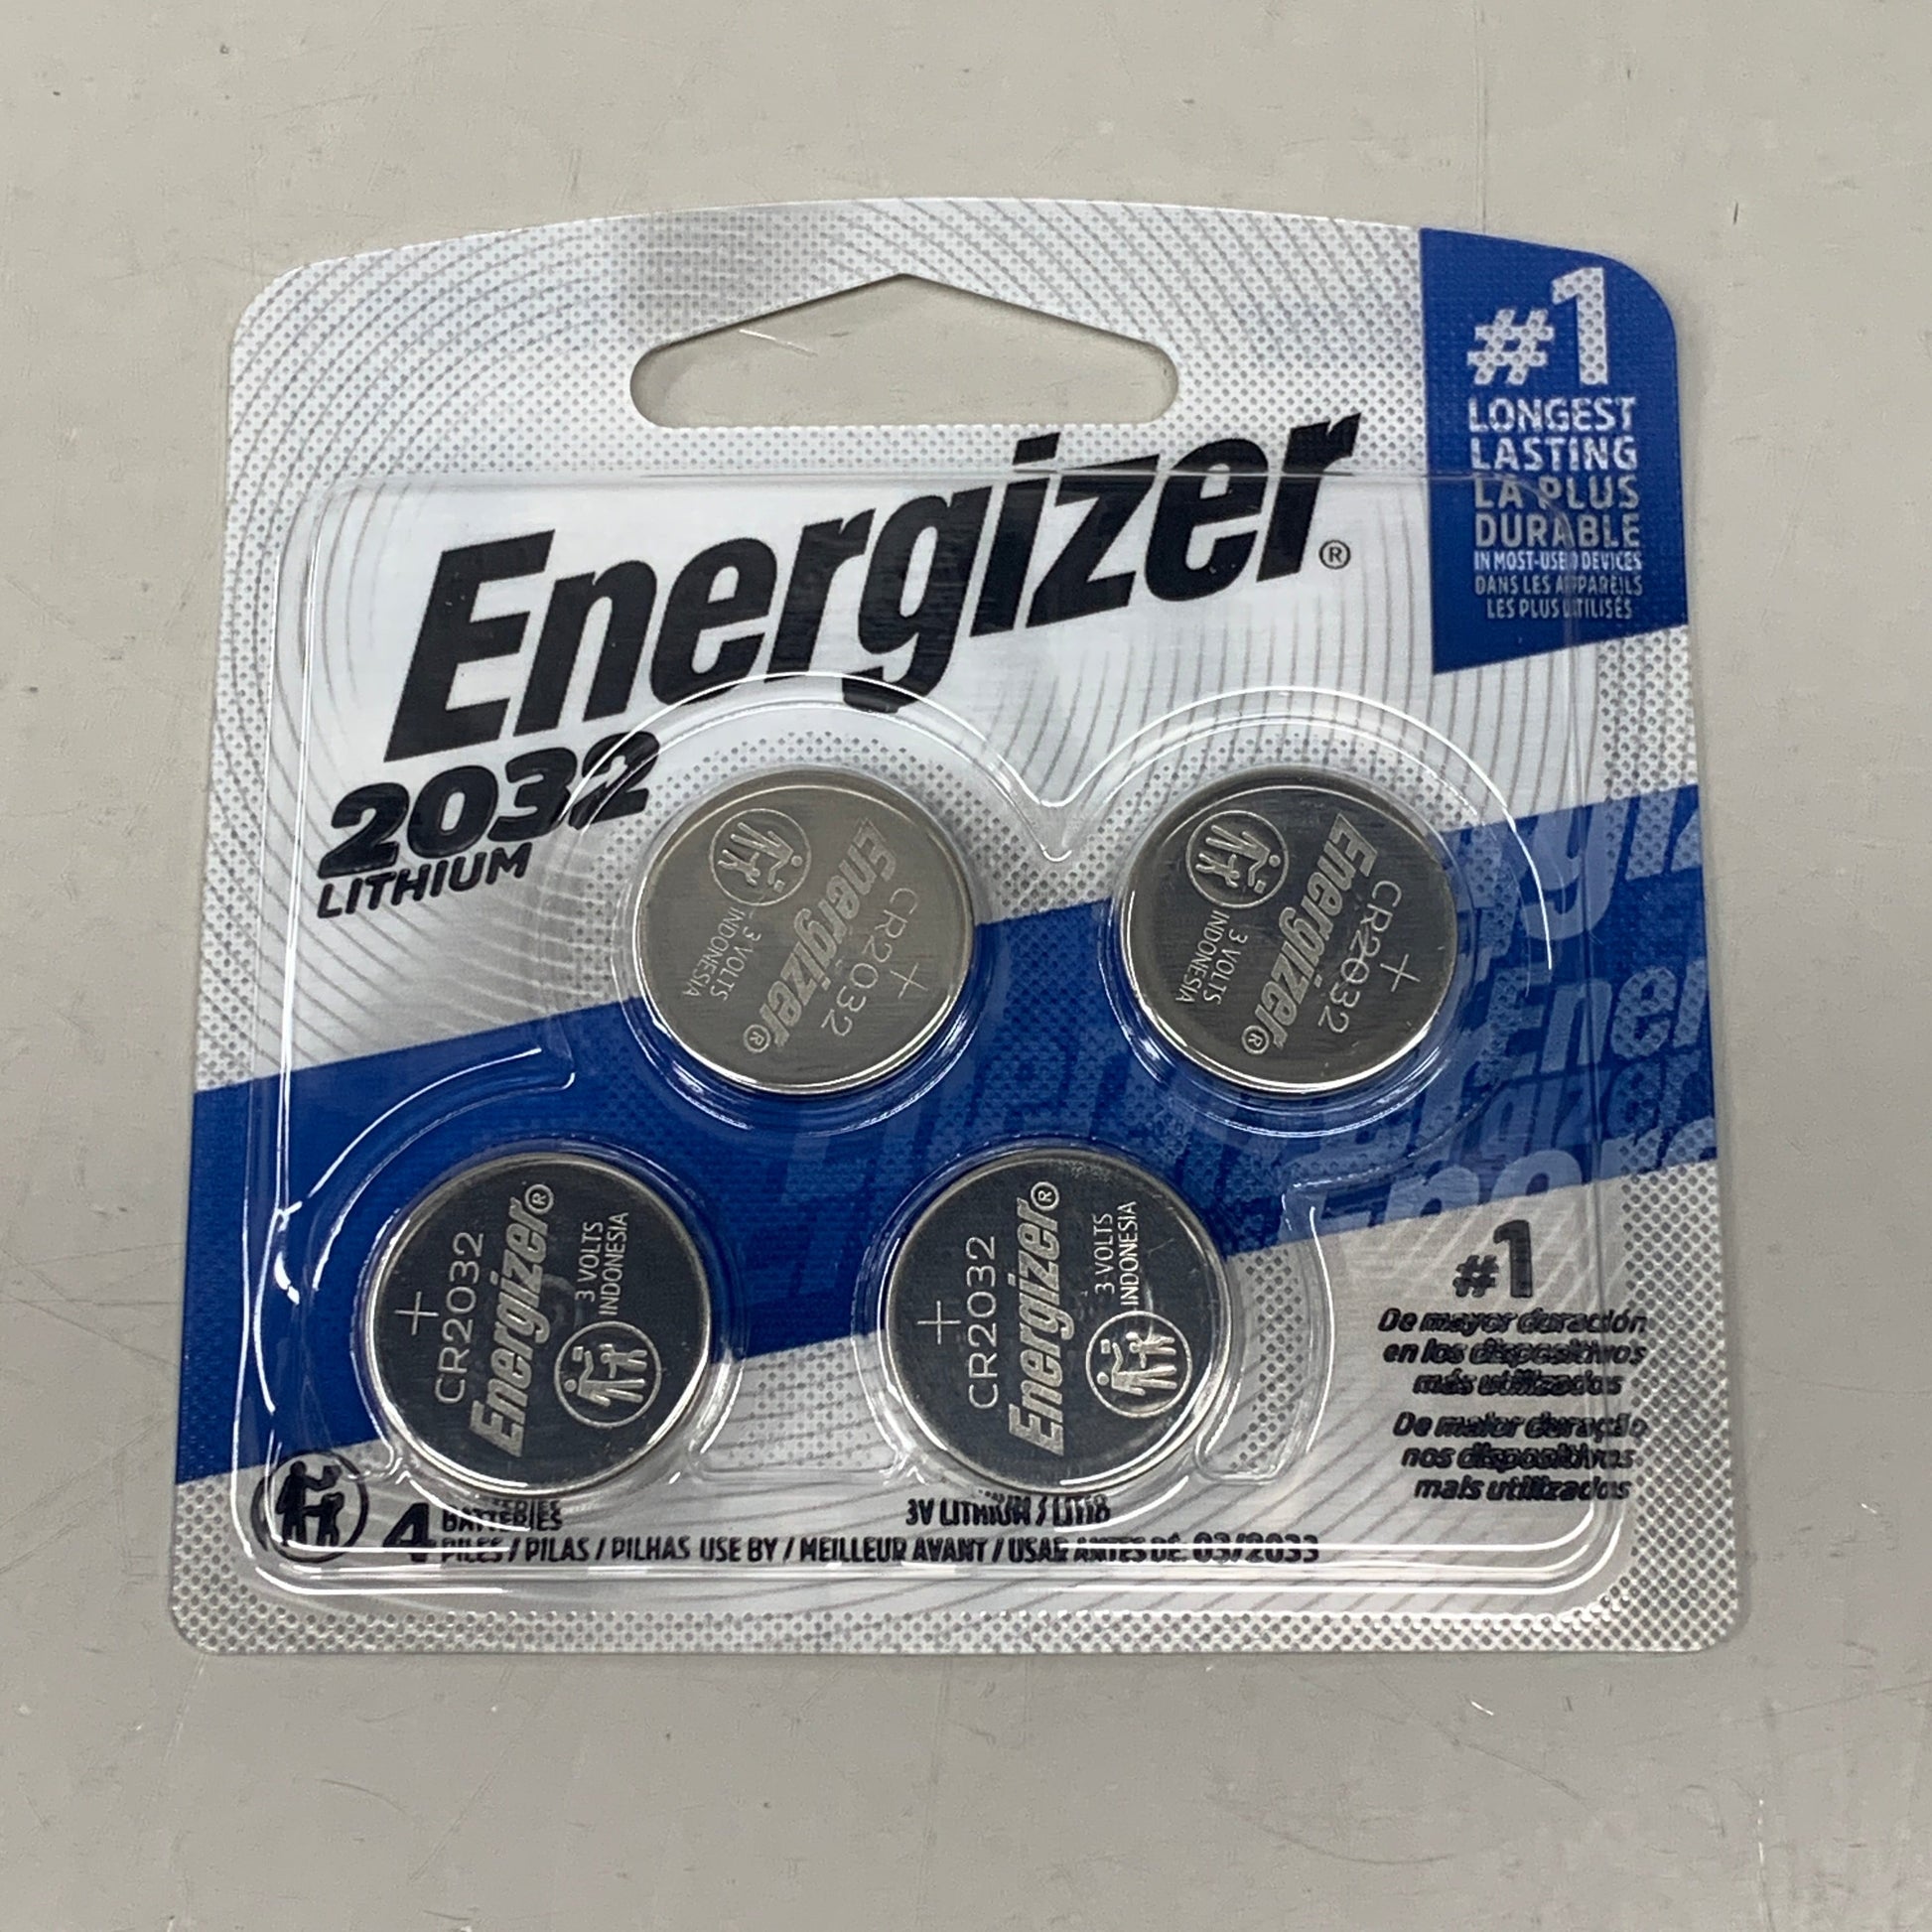 #1
LONGEST
LASTING
LA PLUS
DURABLE
IN MOST-USED DEVICES
DANS LES APPAREILS
LES PLUS UTILISÉS
Energizer®
2032
LITHIUM
Energizer
Energizer
+
CR2032
Energizer®
3 VOLTS
INDONESIA
+
CR2032
Energizer®
3 VOLTS
INDONESIA
+
CR2032
Energizer®
3 VOLTS
INDONESIA
+
CR2032
Energizer®
3 VOLTS
INDONESIA
#1
De mayor duración
en los dispositivos
más utilizados
De maior duração
nos dispositivos
mais utilizados
4 BATTERIES
3V LITHIUM /
PILES / PILAS / PILHAS USE BY / MEILLEUR AVANT / USAR ANTES DE: 03/2033